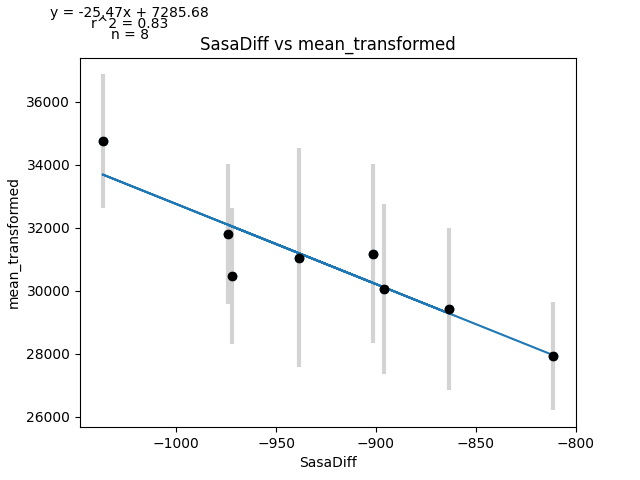 y = -25.47x + 7285.68
r^2 = 0.83
n = 8
SasaDiff vs mean_transformed
36000
34000
32000
30000
28000
26000
mean_transformed
−1000
−950
−900
−850
−800
SasaDiff